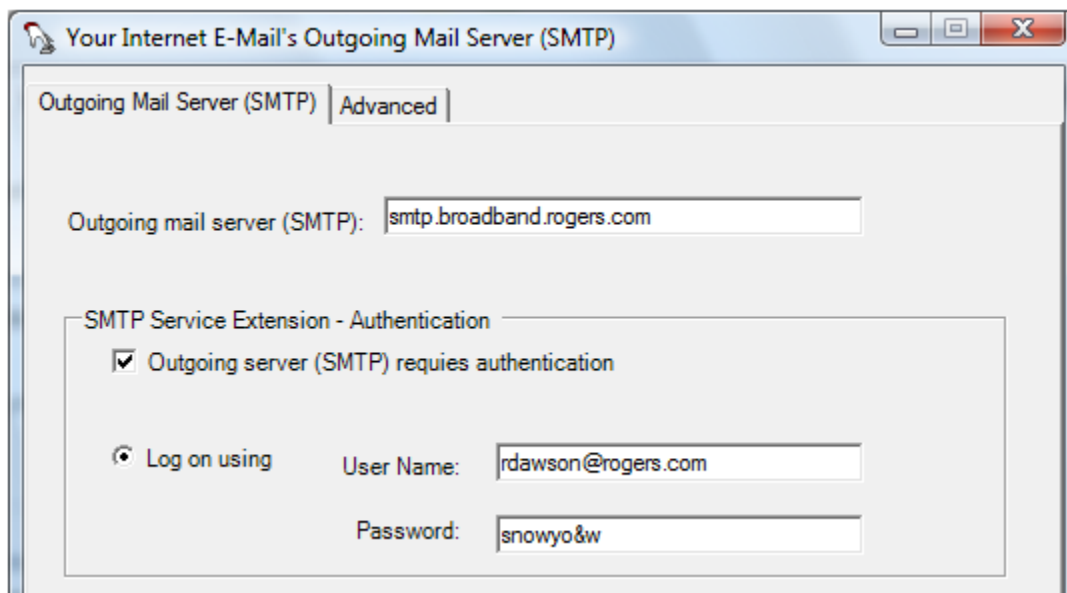 Your Internet E-Mail's Outgoing Mail Server (SMTP)
Outgoing Mail Server (SMTP) Advanced
Outgoing mail server (SMTP): smtp.broadband.rogers.com
SMTP Service Extension - Authentication
Outgoing server (SMTP) requies authentication
Log on using User Name: rdawson@rogers.com
Password: snowyo&w